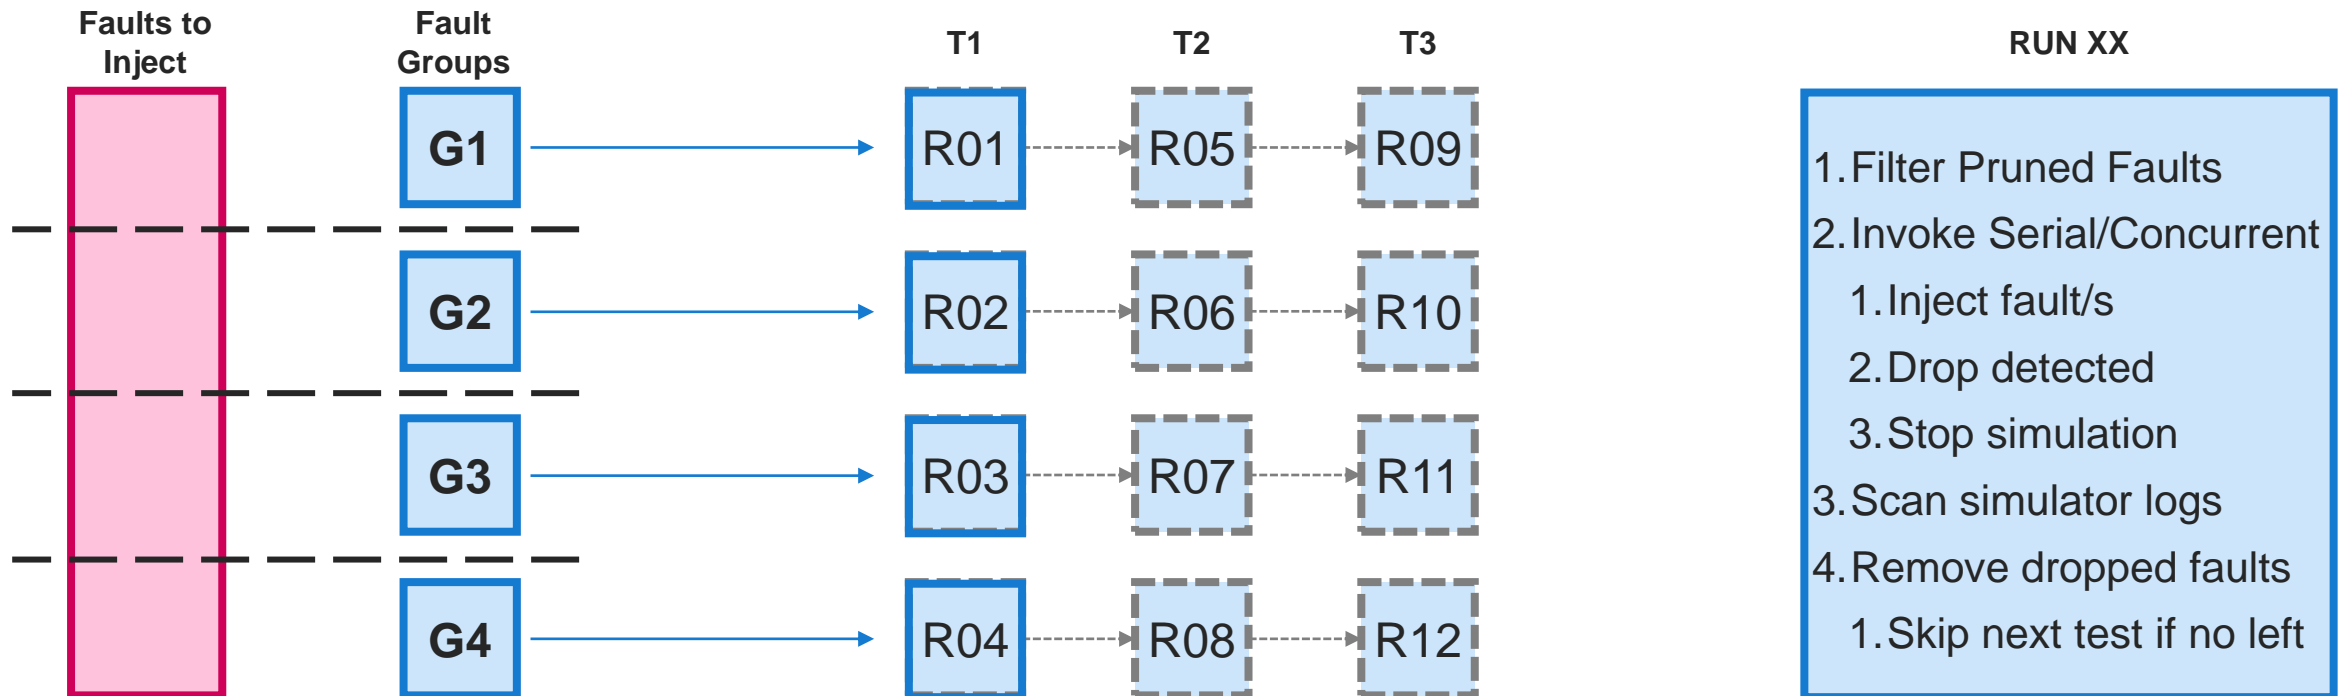 Faults to
Inject
Fault
Groups
T1
T2
T3
RUN XX
G1
R01
R05
R09
G2
R02
R06
R10
G3
R03
R07
R11
G4
R04
R08
R12
1.Filter Pruned Faults
2.Invoke Serial/Concurrent
1.Inject fault/s
2.Drop detected
3.Stop simulation
3.Scan simulator logs
4.Remove dropped faults
1.Skip next test if no left